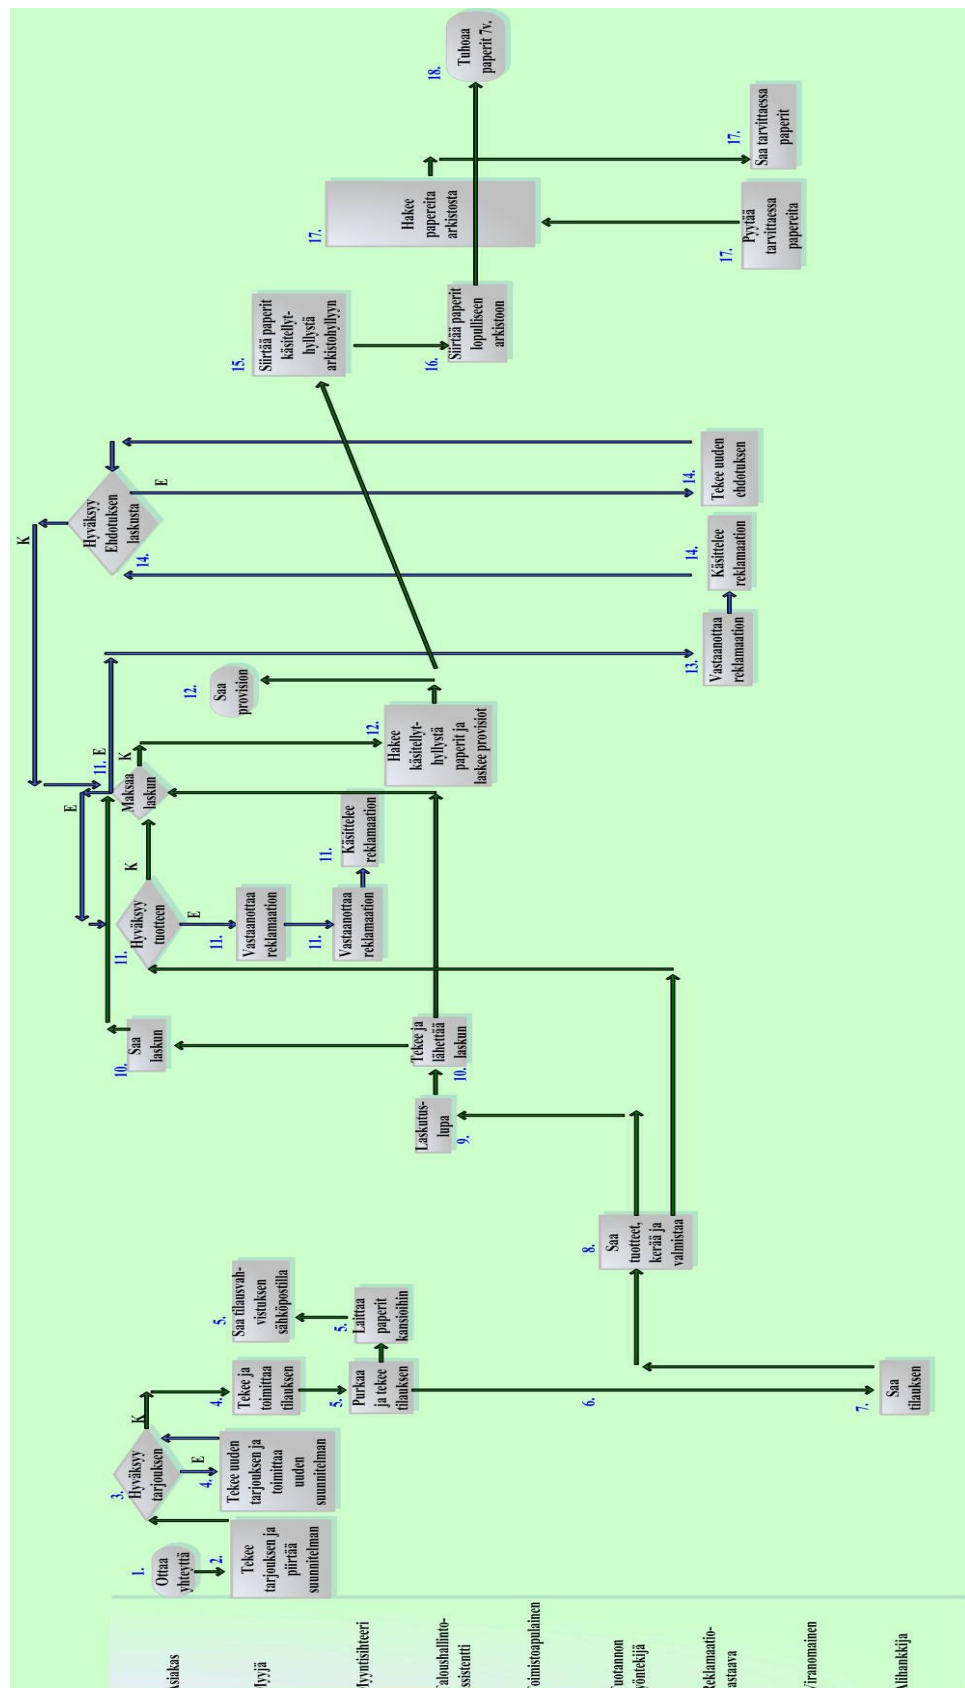 1.
Ottaa
yhteyttä
2.
Tekee
tarjouksen ja
piirtää
suunnitelman
3.
Hyväksyy
tarjouksen
K
E
4.
Tekee uuden
tarjouksen ja
toimittaa
uuden
suunnitelman
4.
Tekee ja
toimittaa
tilauksen
5.
Purkaa
ja tekee
tilauksen
5.
Laittaa
paperit
kansioihin
5.
Saa tilausvah-
vistuksen
sähköpostilla
6.
7.
Saa
tilauksen
8.
Saa
tuotteet,
kerää ja
valmistaa
9.
Laskutus-
lupa
10.
Tekee ja
lähettää
laskun
10.
Saa
laskun
11.
Hyväksyy
tuotteen
K
E
11.
Vastaanottaa
reklamaation
11.
Vastaanottaa
reklamaation
11.
Käsittelee
reklamaation
E
11.
E
Maksaa
laskun
K
12.
Hakee
käsitellyt-
hyllystä
paperit ja
laskee provisiot
12.
Saa
provision
13.
Vastaanottaa
reklamaation
14.
Käsittelee
reklamaation
14.
Hyväksyy
Ehdotuksen
laskusta
K
E
14.
Tekee uuden
ehdotuksen
15.
Siirtää paperit
käsitellyt-
hyllystä
arkistohyllyyn
16.
Siirtää paperit
lopulliseen
arkistoon
17.
Hakee
papereita
arkistosta
17.
Pyytää
tarvittaessa
papereita
17.
Saa tarvittaessa
paperit
18.
Tuhoaa
paperit 7v.
Asiakas
Myyjä
Myyntisihteeri
Taloushallinto-
assistentti
Toimistoapulainen
Tuotannon
työntekijä
Reklamaatio-
vastaava
Viranomainen
Alihankkija